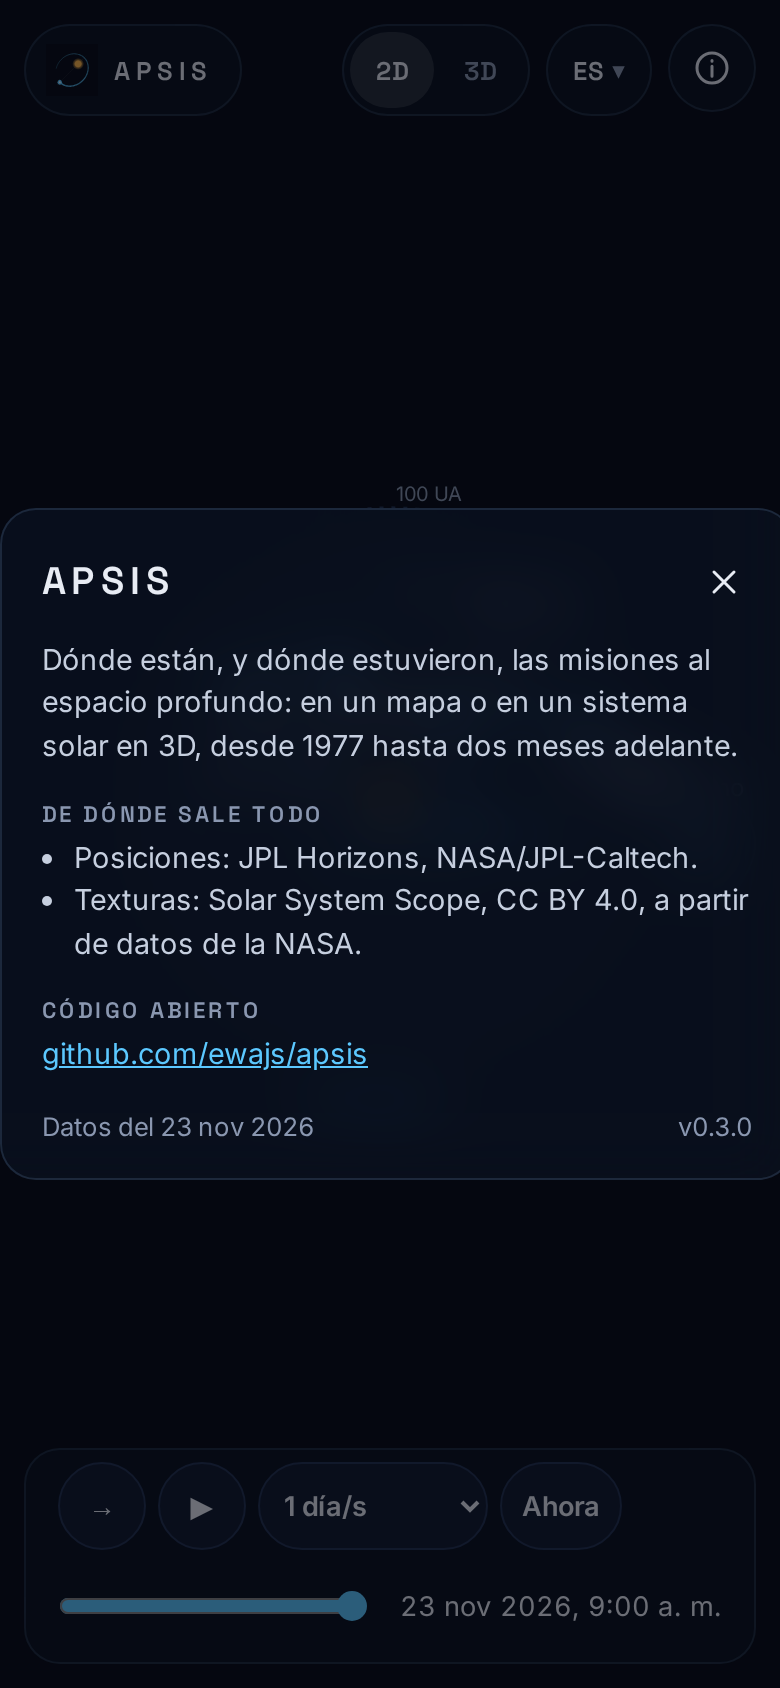 APSIS
2D 3D
ES ▾
100 UA
APSIS
Dónde están, y dónde estuvieron, las misiones al
espacio profundo: en un mapa o en un sistema
solar en 3D, desde 1977 hasta dos meses adelante.
DE DÓNDE SALE TODO
• Posiciones: JPL Horizons, NASA/JPL-Caltech.
• Texturas: Solar System Scope, CC BY 4.0, a partir
de datos de la NASA.
CÓDIGO ABIERTO
github.com/ewajs/apsis
Datos del 23 nov 2026
v0.3.0
→ ▶ 1 día/s Ahora
23 nov 2026, 9:00 a. m.